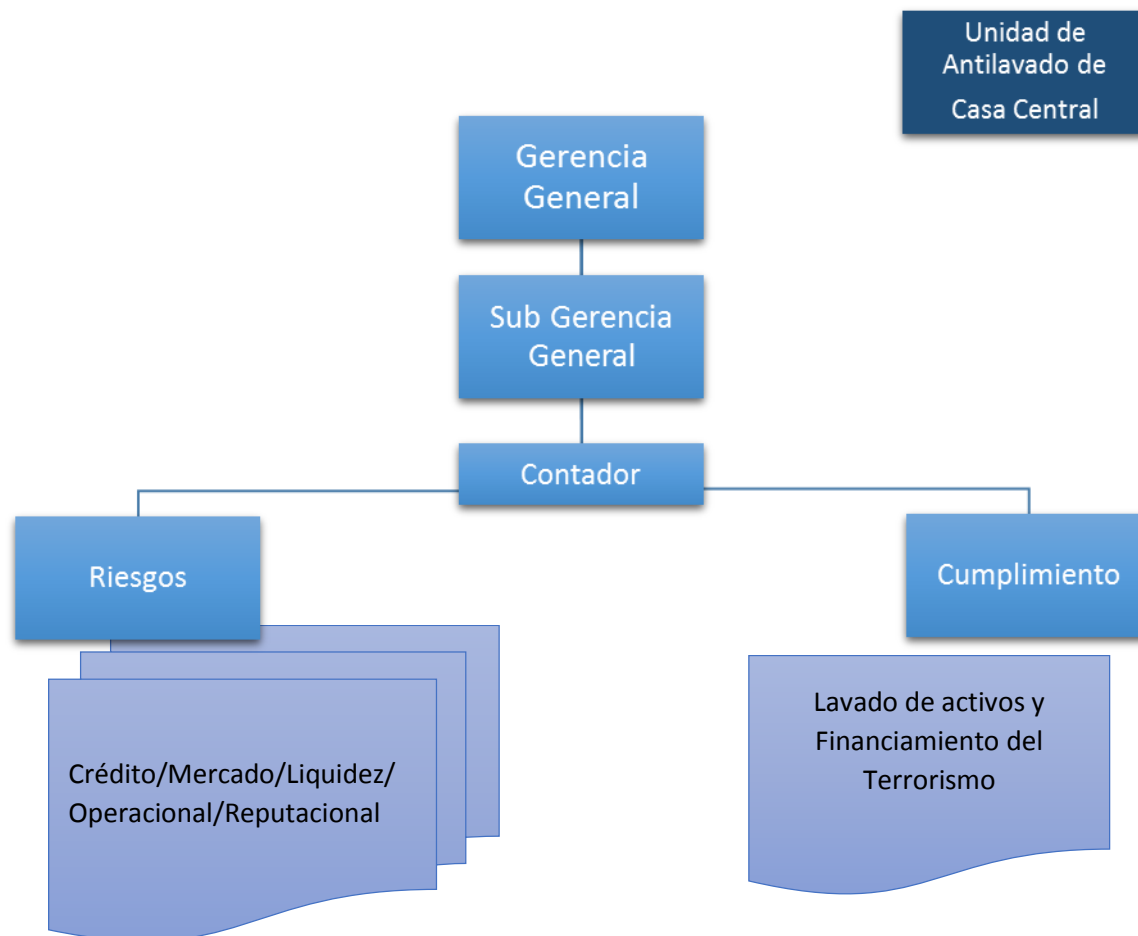 Unidad de
Antilavado de
Casa Central
Gerencia
General
Sub Gerencia
General
Contador
Riesgos
Cumplimiento
Crédito/Mercado/Liquidez/
Operacional/Reputacional
Lavado de activos y
Financiamiento del
Terrorismo